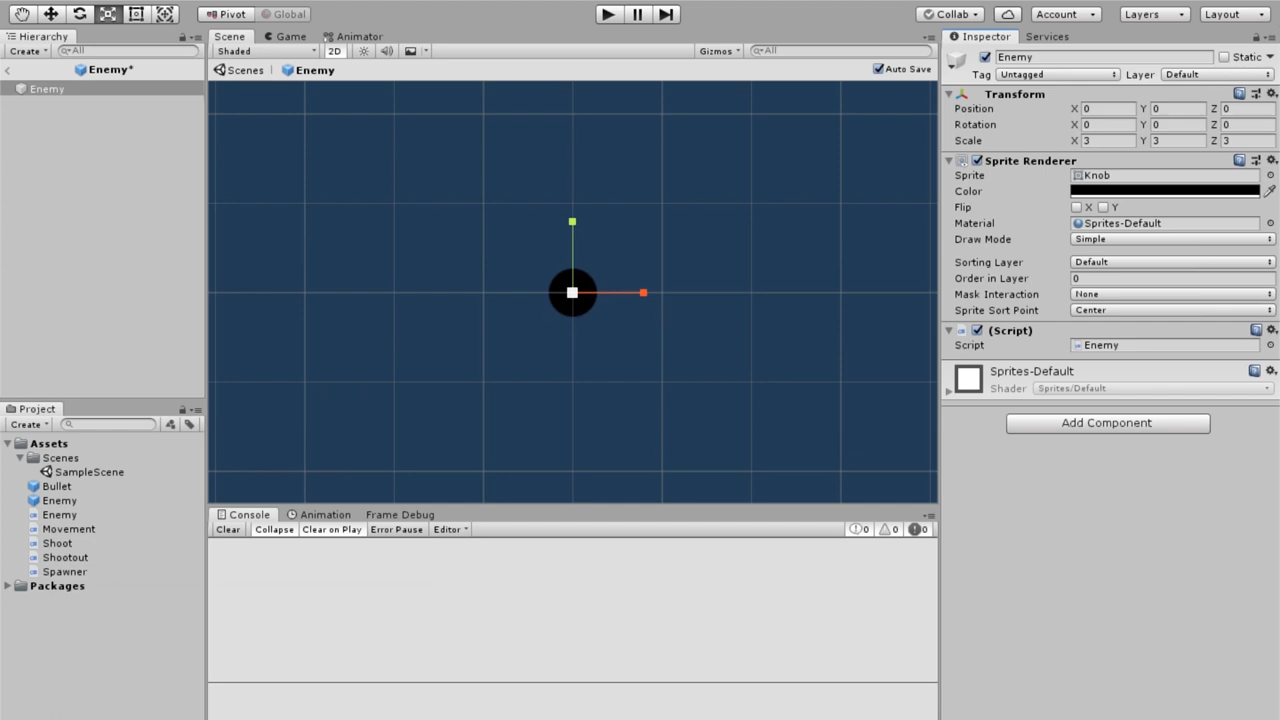 Pivot Global Collab Account Layers Layout
Hierarchy
Create All
Enemy*
Enemy
Scene Game Animator
Shaded 2D Gizmos All
Scenes Enemy Auto Save
Inspector Services
Enemy Static
Tag Untagged Layer Default
Transform
Position X 0 Y 0 Z 0
Rotation X 0 Y 0 Z 0
Scale X 3 Y 3 Z 3
Sprite Renderer
Sprite Knob
Color
Flip X Y
Material Sprites-Default
Draw Mode Simple
Sorting Layer Default
Order in Layer 0
Mask Interaction None
Sprite Sort Point Center
(Script)
Script Enemy
Sprites-Default
Shader Sprites/Default
Add Component
Project
Create
Assets
Scenes
SampleScene
Bullet
Enemy
Enemy
Movement
Shoot
Shootout
Spawner
Packages
Console Animation Frame Debug
Clear Collapse Clear on Play Error Pause Editor 0 0 0